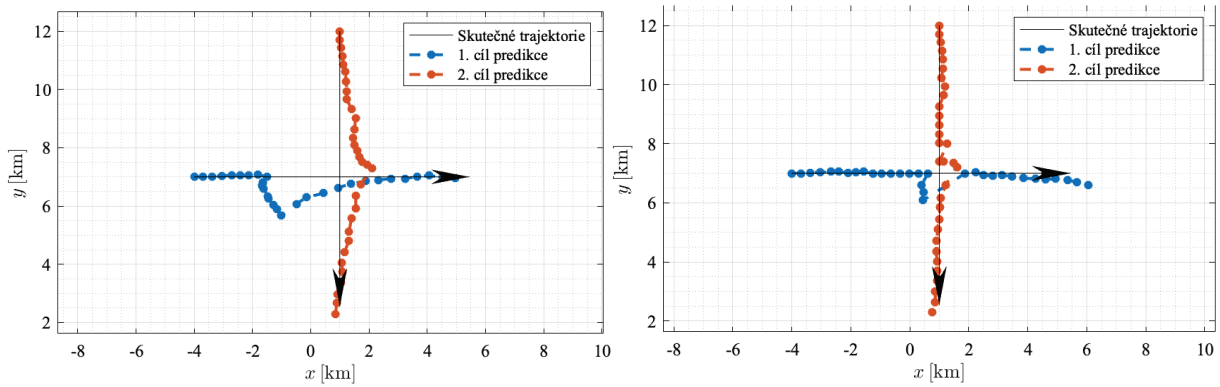 12
10
8
6
4
2
y [km]
-8 -6 -4 -2 0 2 4 6 8 10
x [km]
Skutečné trajektorie
1. cíl predikce
2. cíl predikce
12
10
8
6
4
2
y [km]
-8 -6 -4 -2 0 2 4 6 8 10
x [km]
Skutečné trajektorie
1. cíl predikce
2. cíl predikce